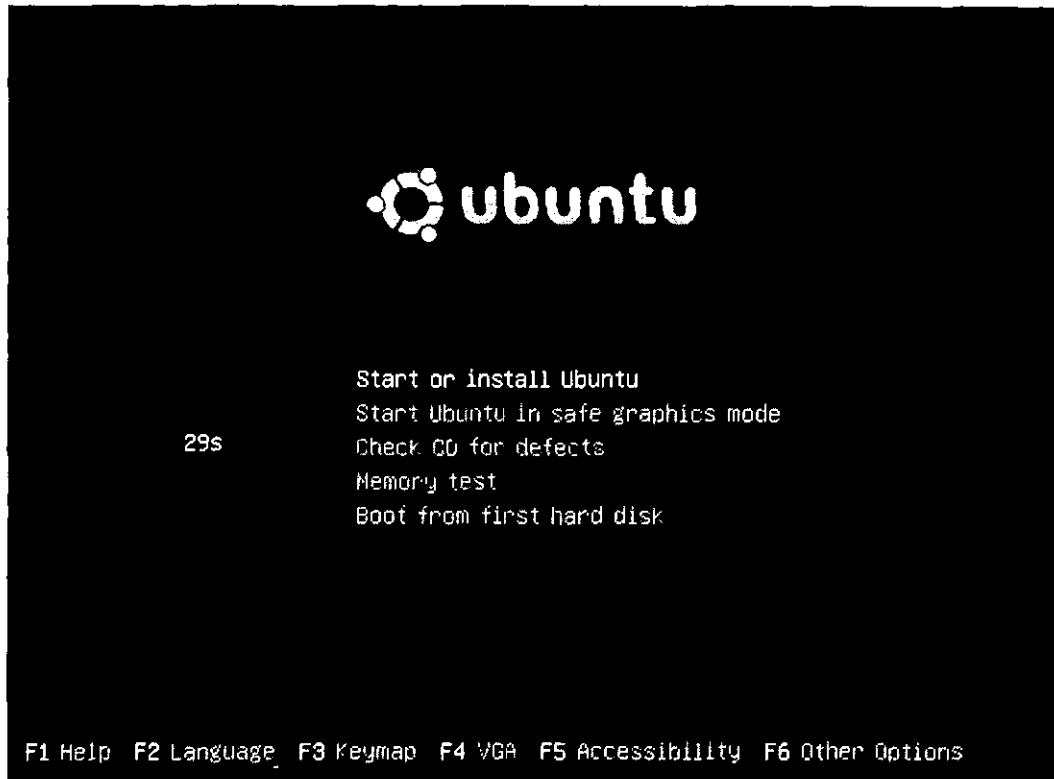 ubuntu
Start or install Ubuntu
Start Ubuntu in safe graphics mode
29s
Check CD for defects
Memory test
Boot from first hard disk
F1 Help F2 Language F3 Keymap F4 VGA F5 Accessibility F6 Other Options